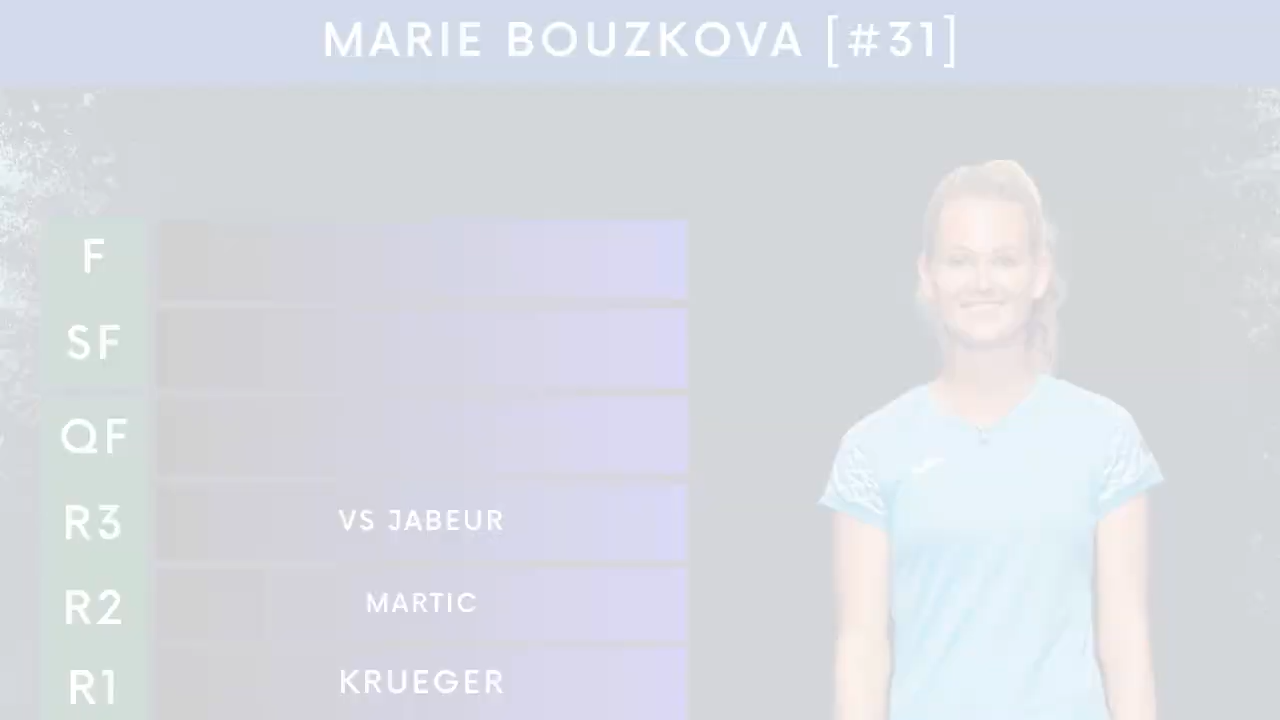 MARIE BOUZKOVA [#31]
F
SF
QF
R3 VS JABEUR
R2 MARTIC
R1 KRUEGER